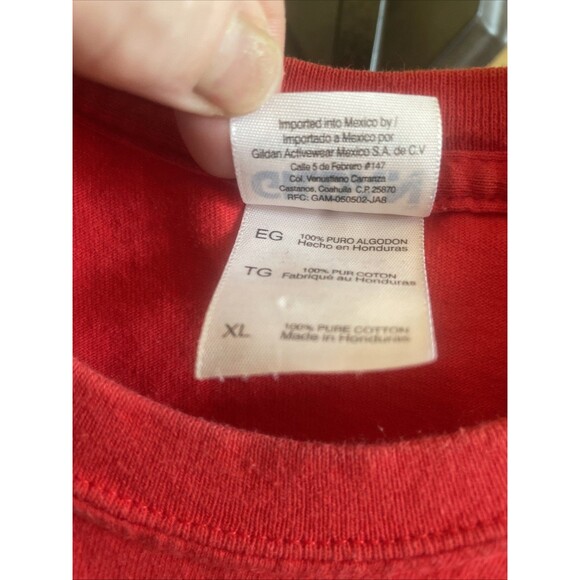 Imported into Mexico by /
Importado a Mexico por
Gildan Activewear Mexico S.A. de C.V
Calle 5 de Febrero #147
Col. Venustiano Carranza
Castanos, Coahuila C.P. 25870
RFC: GAM-050502-JA8
EG 100% PURO ALGODON
Hecho en Honduras
TG 100% PUR COTON
Fabriqué au Honduras
XL 100% PURE COTTON
Made in Honduras